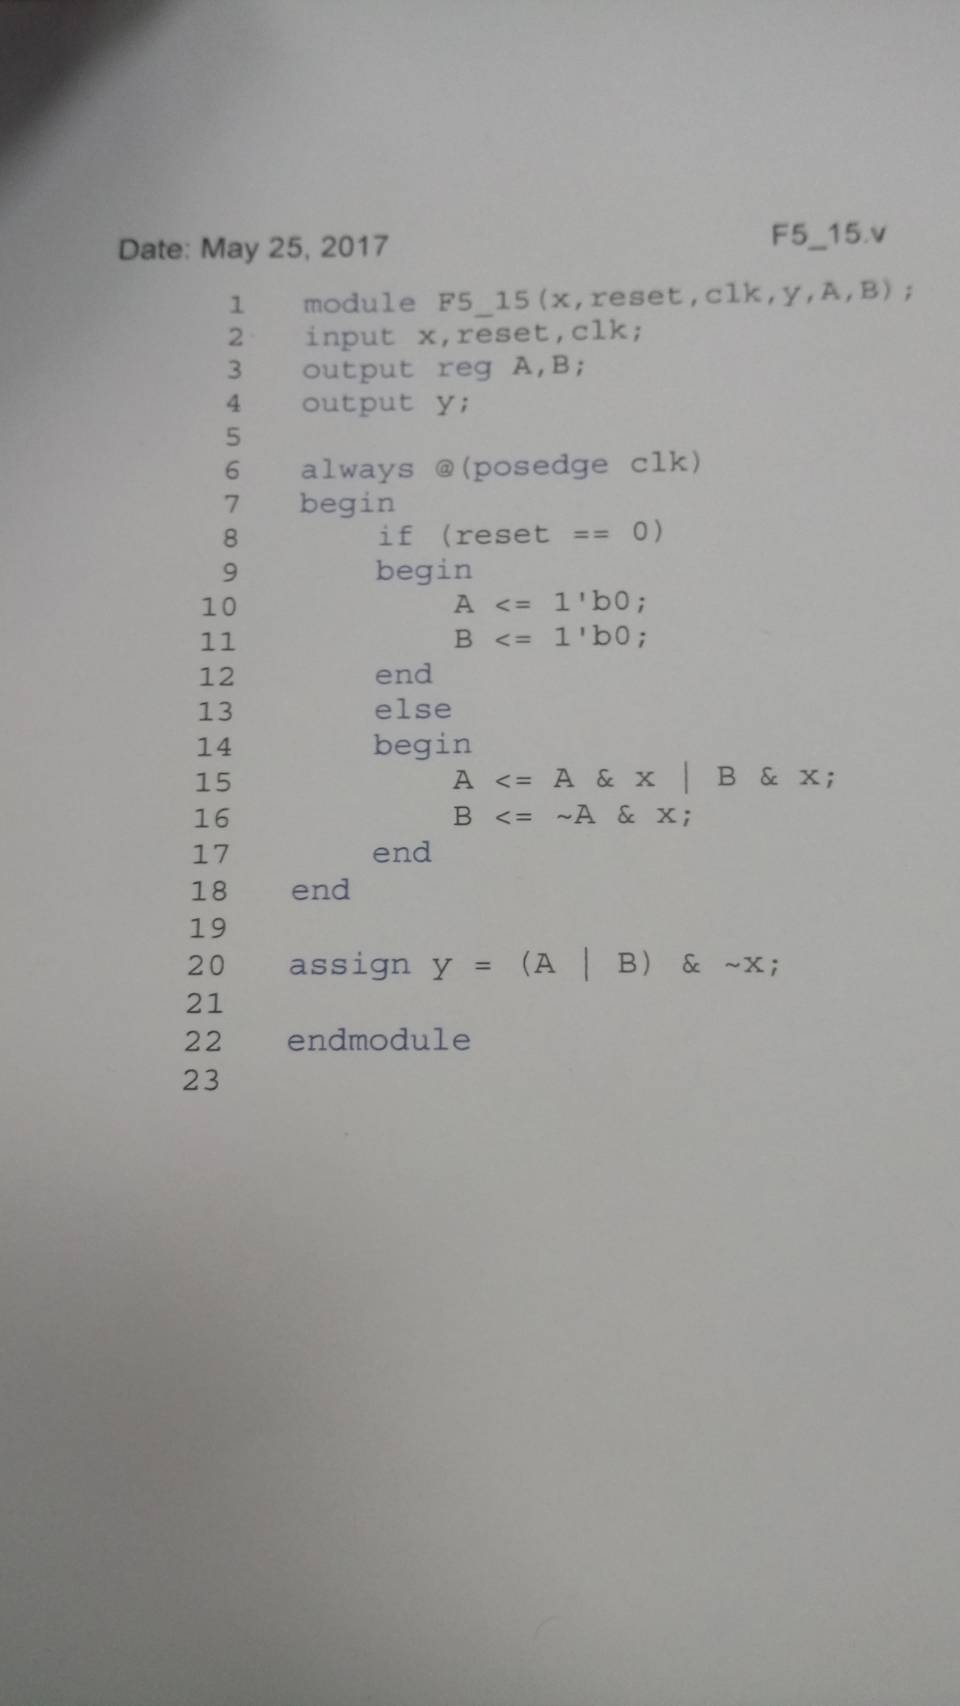 Date: May 25, 2017 F5_15.v
1 module F5_15(x,reset,clk,y,A,B);
2 input x,reset,clk;
3 output reg A,B;
4 output y;
5
6 always @(posedge clk)
7 begin
8 if (reset == 0)
9 begin
10 A <= 1'b0;
11 B <= 1'b0;
12 end
13 else
14 begin
15 A <= A & x | B & x;
16 B <= ~A & x;
17 end
18 end
19
20 assign y = (A | B) & ~x;
21
22 endmodule
23